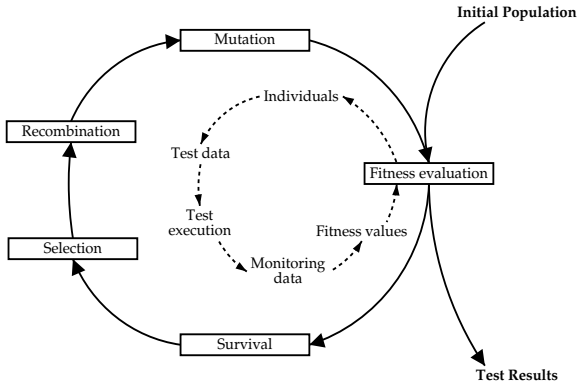 Initial Population
Mutation
Individuals
Recombination
Test data
Fitness evaluation
Test
execution
Fitness values
Selection
Monitoring
data
Survival
Test Results